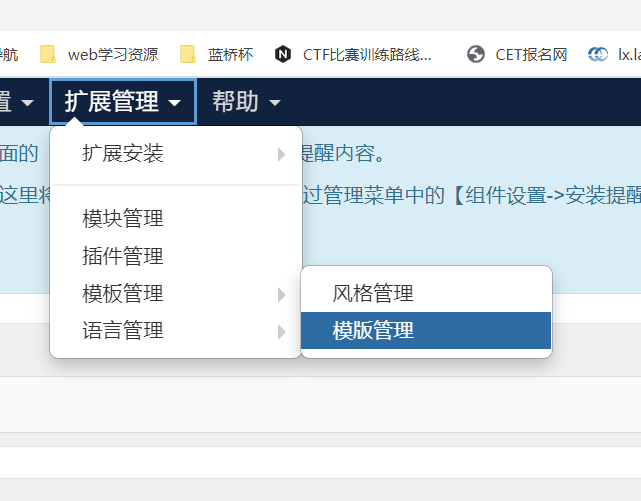 导航 web学习资源 蓝桥杯 CTF比赛训练路线... CET报名网 lx.la
置 扩展管理 帮助
面的 提醒内容。
扩展安装
这里将 过管理菜单中的【组件设置->安装提醒
模块管理
插件管理
模板管理 风格管理
语言管理 模版管理